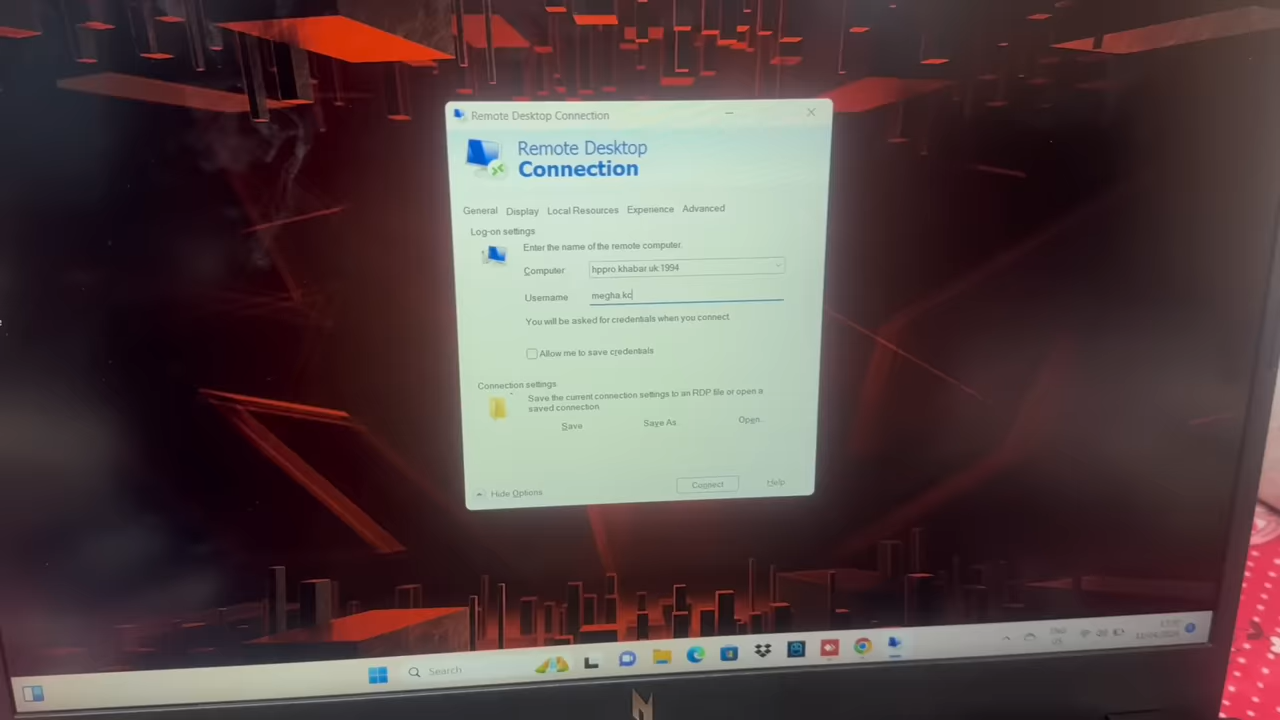 Remote Desktop Connection
Remote Desktop
Connection
General Display Local Resources Experience Advanced
Log-on settings
Enter the name of the remote computer.
Computer hppro.khabar.uk:1994
Username megha.kc
You will be asked for credentials when you connect.
Allow me to save credentials
Connection settings
Save the current connection settings to an RDP file or open a
saved connection.
Save Save As... Open...
Hide Options Connect Help
Search